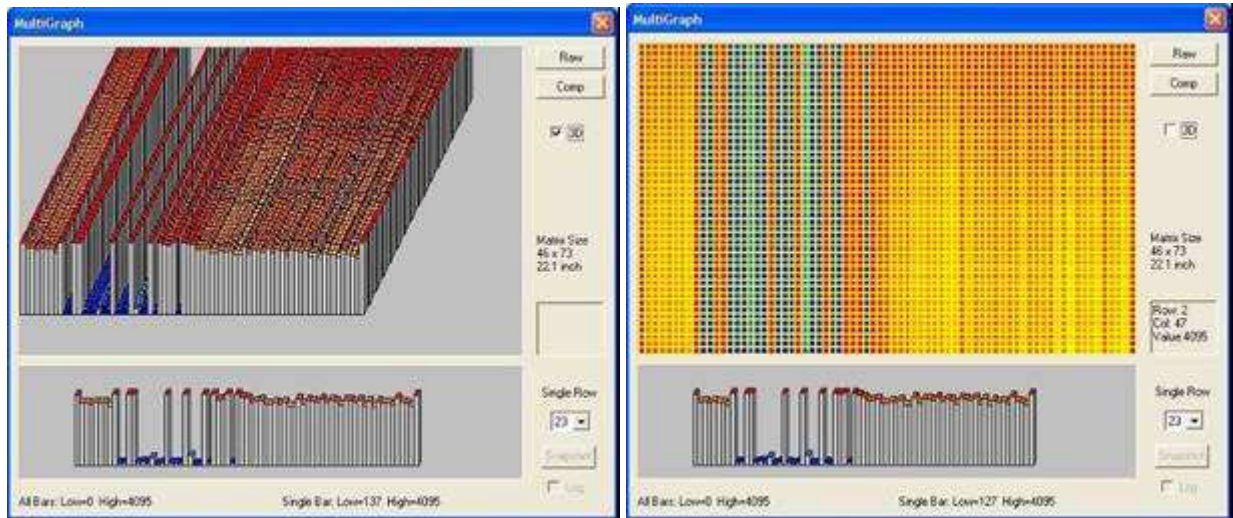 MultiGraph
Raw
Comp
3D
Matrix Size
46 x 73
22.1 inch
Single Row
23
Snapshot
Log
All Bars: Low=0 High=4095
Single Bar: Low=137 High=4095
MultiGraph
Raw
Comp
3D
Matrix Size
46 x 73
22.1 inch
Row: 2
Col: 47
Value 4095
Single Row
23
Snapshot
Log
All Bars: Low=0 High=4095
Single Bar: Low=127 High=4095